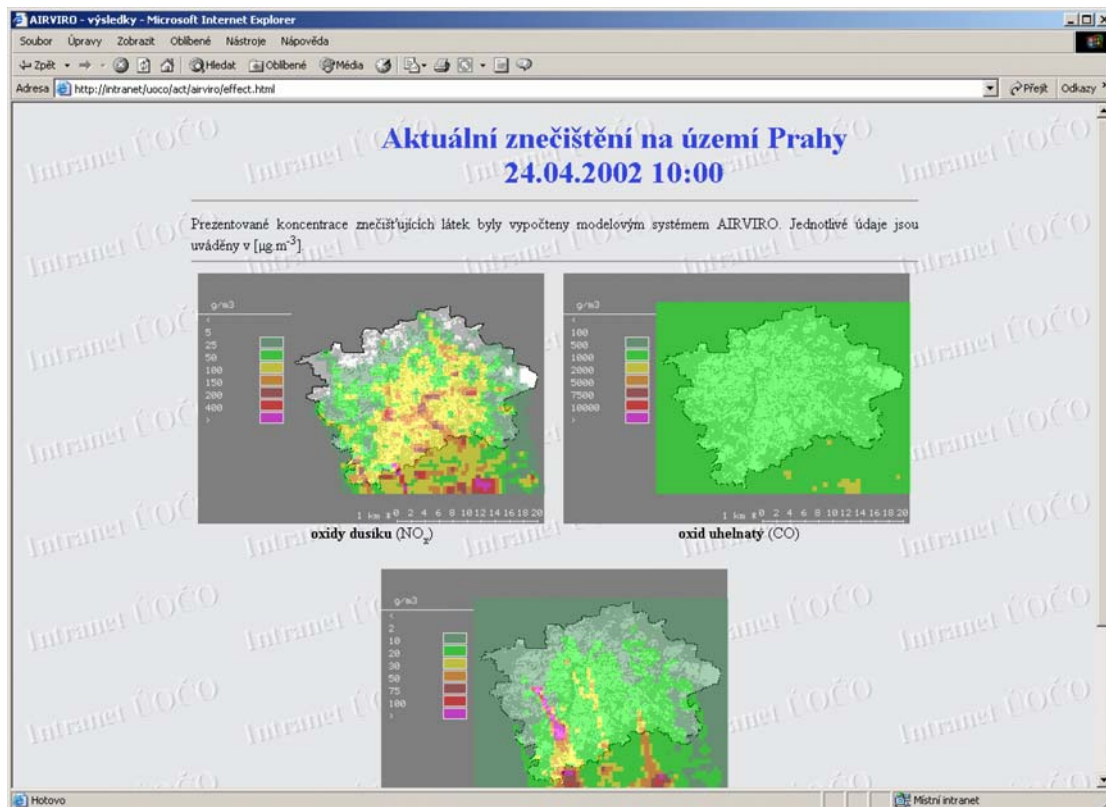 AIRVIRO - výsledky - Microsoft Internet Explorer
Soubor Úpravy Zobrazit Oblíbené Nástroje Nápověda
Zpět Hledat Oblíbené Média
Adresa http://intranet/uoco/act/airviro/effect.html Přejít Odkazy
Aktuální znečištění na území Prahy
24.04.2002 10:00
Prezentované koncentrace znečišťujících látek byly vypočteny modelovým systémem AIRVIRO. Jednotlivé údaje jsou
uváděny v [µg.m-3].
g/m3
<
5
25
50
100
150
200
400
>
1 km * 0 2 4 6 8 10 12 14 16 18 20
oxidy dusíku (NOx)
g/m3
<
100
500
1000
2000
5000
7500
10000
>
1 km * 0 2 4 6 8 10 12 14 16 18 20
oxid uhelnatý (CO)
g/m3
<
2
10
20
30
50
75
100
>
Intranet ÚOČO
Hotovo Místní intranet